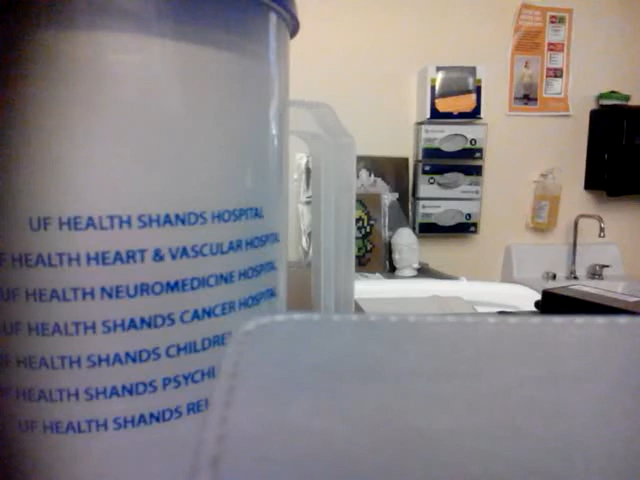 UF HEALTH SHANDS HOSPITAL
HEALTH HEART & VASCULAR HOSPITAL
UF HEALTH NEUROMEDICINE HOSPITAL
UF HEALTH SHANDS CANCER HOSPITAL
HEALTH SHANDS CHILDRE
HEALTH SHANDS PSYCHI
UF HEALTH SHANDS RE